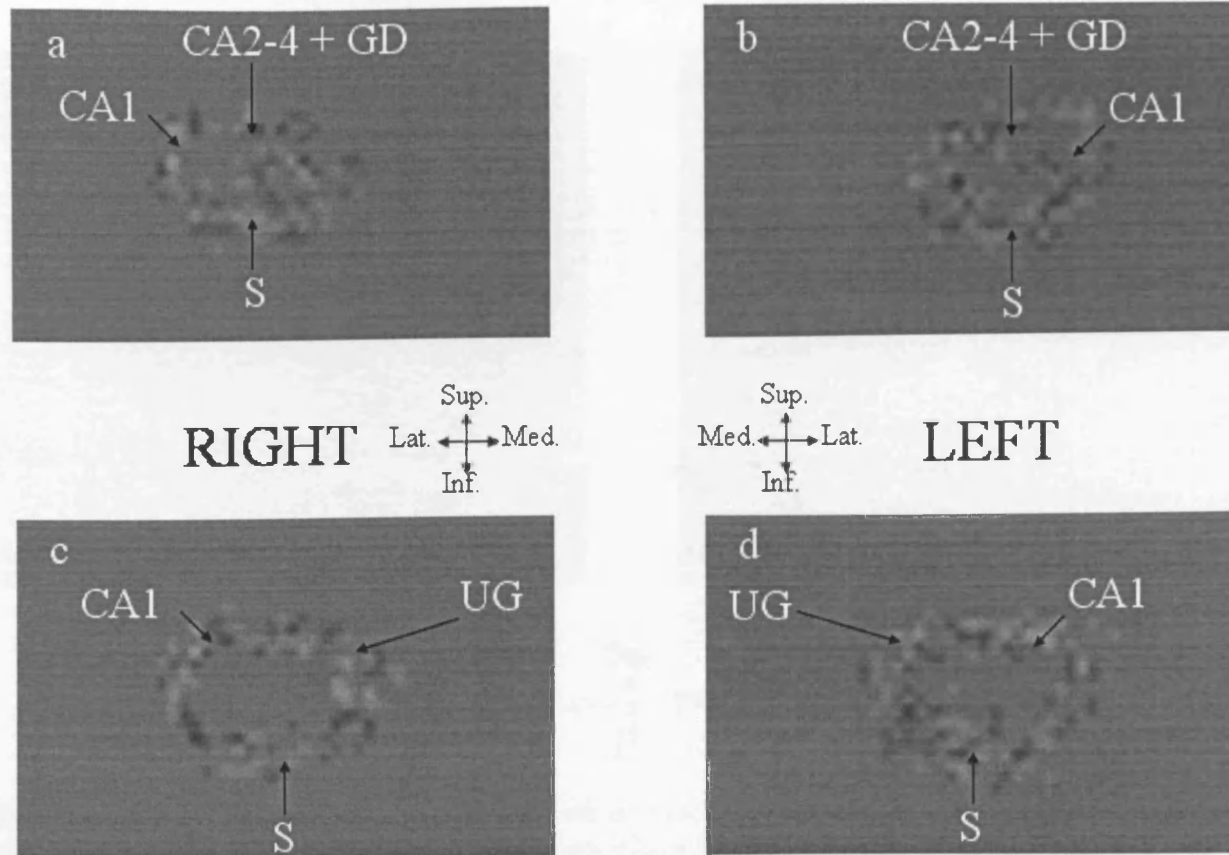 a
CA2-4 + GD
CA1
S
b
CA2-4 + GD
CA1
S
RIGHT
Sup.
Lat.
Med.
Inf.
Sup.
Med.
Lat.
Inf.
LEFT
c
CA1
UG
S
d
UG
CA1
S